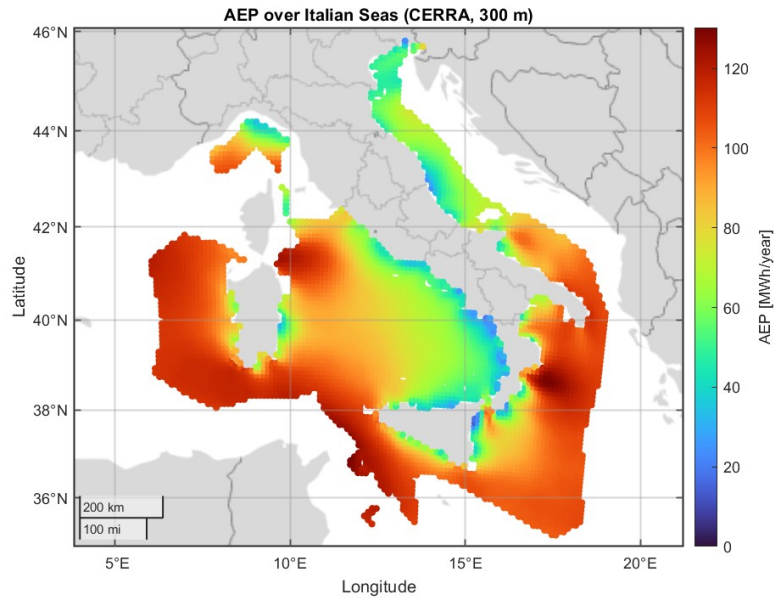 AEP over Italian Seas (CERRA, 300 m)
46°N
44°N
42°N
40°N
38°N
36°N
Latitude
200 km
100 mi
5°E
10°E
15°E
20°E
Longitude
120
100
80
60
40
20
0
AEP [MWh/year]